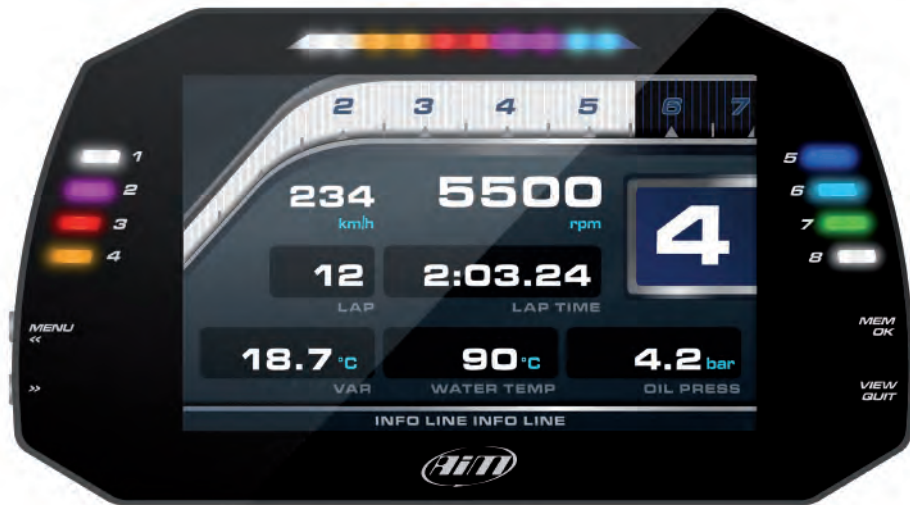 2 3 4 5 6 7
1
2
3
4
5
6
7
8
234 5500
km/h rpm
4
12 2:03.24
LAP LAP TIME
MENU
<<
>>
MEM
OK
VIEW
QUIT
18.7 °C 90 °C 4.2 bar
VAR WATER TEMP OIL PRESS
INFO LINE INFO LINE
AiM